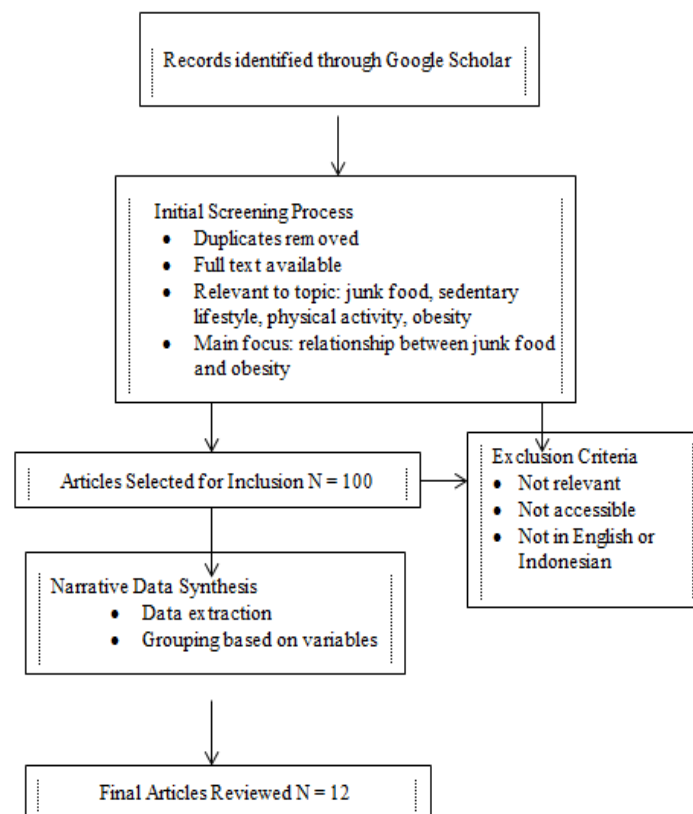 Records identified through Google Scholar
Initial Screening Process
● Duplicates removed
● Full text available
● Relevant to topic: junk food, sedentary
lifestyle, physical activity, obesity
● Main focus: relationship between junk food
and obesity
Articles Selected for Inclusion N = 100
Exclusion Criteria
● Not relevant
● Not accessible
● Not in English or
Indonesian
Narrative Data Synthesis
● Data extraction
● Grouping based on variables
Final Articles Reviewed N = 12